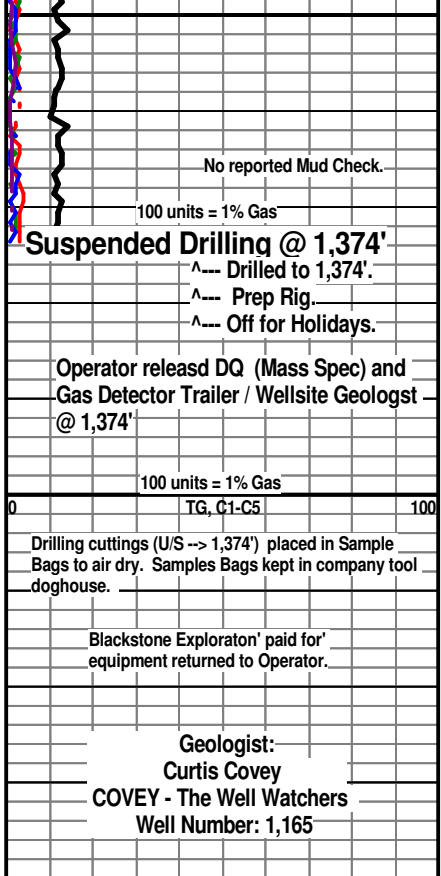 No reported Mud Check.
100 units = 1% Gas
Suspended Drilling @ 1,374'
^--- Drilled to 1,374'.
^--- Prep Rig.
^--- Off for Holidays.
Operator releasd DQ (Mass Spec) and
Gas Detector Trailer / Wellsite Geologst
@ 1,374'
100 units = 1% Gas
0 TG, C1-C5 100
Drilling cuttings (U/S --> 1,374') placed in Sample
Bags to air dry. Samples Bags kept in company tool
doghouse.
Blackstone Exploraton' paid for'
equipment returned to Operator.
Geologist:
Curtis Covey
COVEY - The Well Watchers
Well Number: 1,165